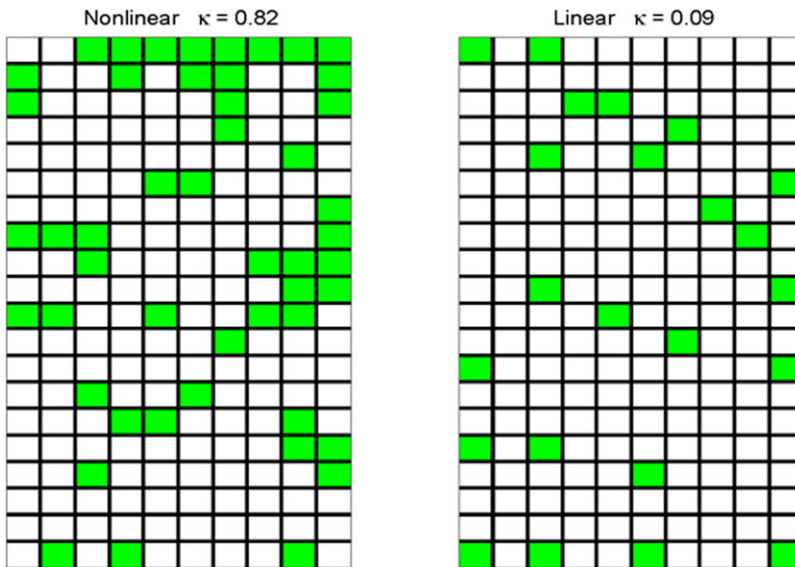 Nonlinear κ = 0.82
Linear κ = 0.09